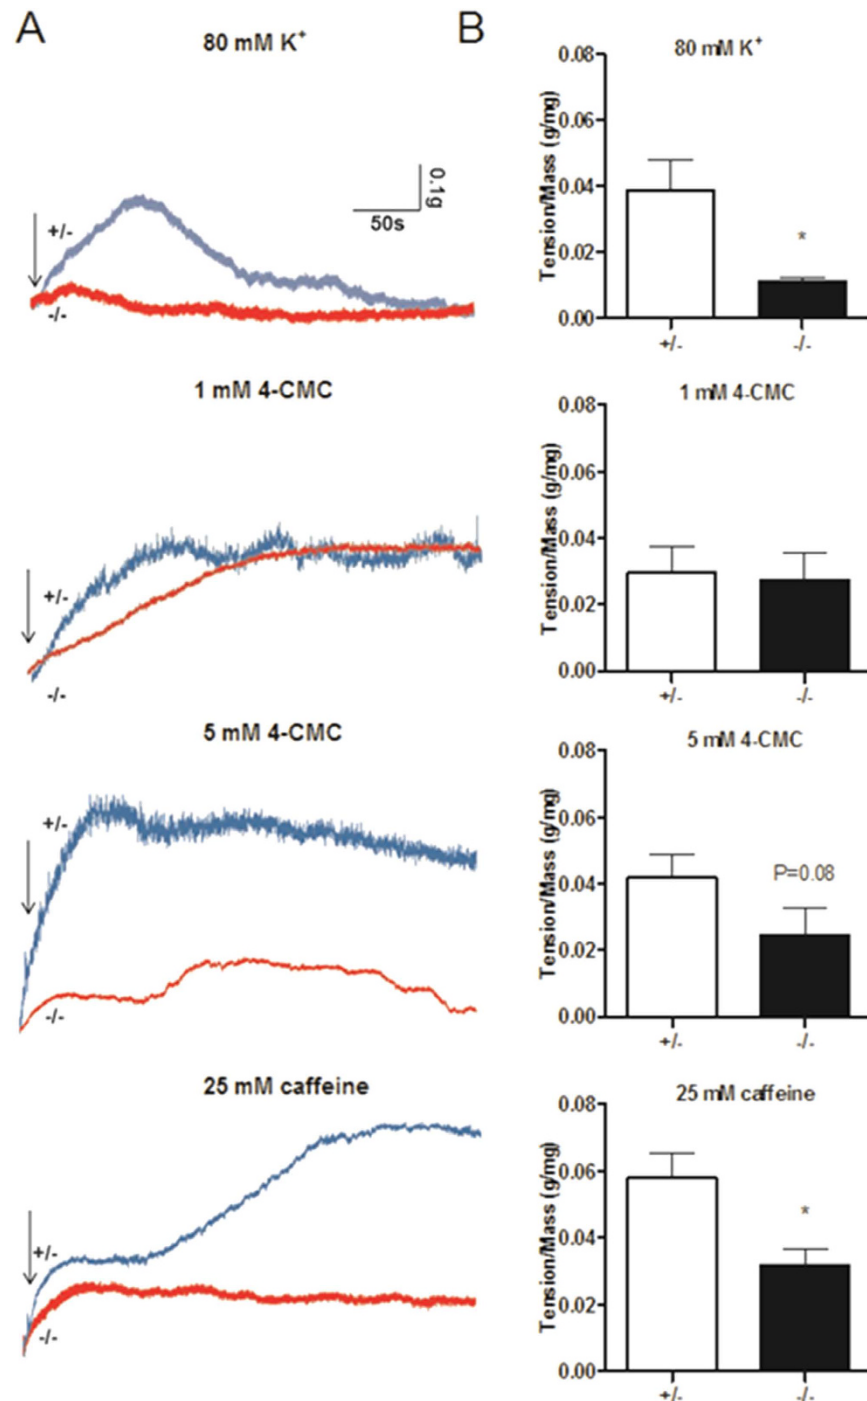 A
80 mM K⁺
0.1g
50s
+/-
-/-
1 mM 4-CMC
+/-
-/-
5 mM 4-CMC
+/-
-/-
25 mM caffeine
+/-
-/-
B
80 mM K⁺
Tension/Mass (g/mg)
0.08
0.06
0.04
0.02
0.00
*
+/-
-/-
1 mM 4-CMC
Tension/Mass (g/mg)
0.08
0.06
0.04
0.02
0.00
+/-
-/-
5 mM 4-CMC
Tension/Mass (g/mg)
0.08
0.06
0.04
0.02
0.00
P=0.08
+/-
-/-
25 mM caffeine
Tension/Mass (g/mg)
0.08
0.06
0.04
0.02
0.00
*
+/-
-/-